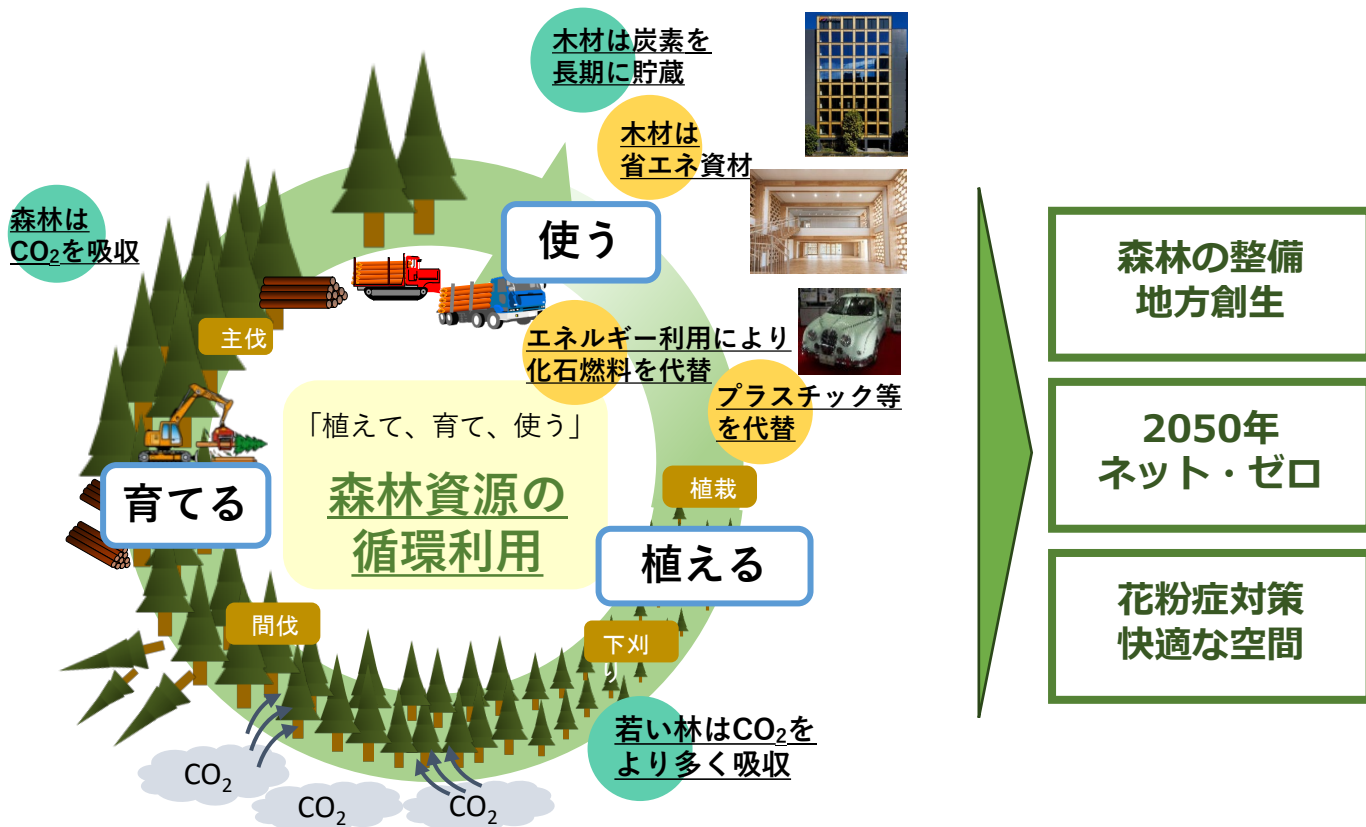 木材は炭素を
長期に貯蔵
木材は
省エネ資材
森林は
CO₂を吸収
使う
主伐
エネルギー利用により
化石燃料を代替
プラスチック等
を代替
「植えて、育て、使う」
森林資源の
循環利用
育てる
植栽
植える
間伐
下刈
り
若い林はCO₂を
より多く吸収
CO₂
CO₂
CO₂
森林の整備
地方創生
2050年
ネット・ゼロ
花粉症対策
快適な空間